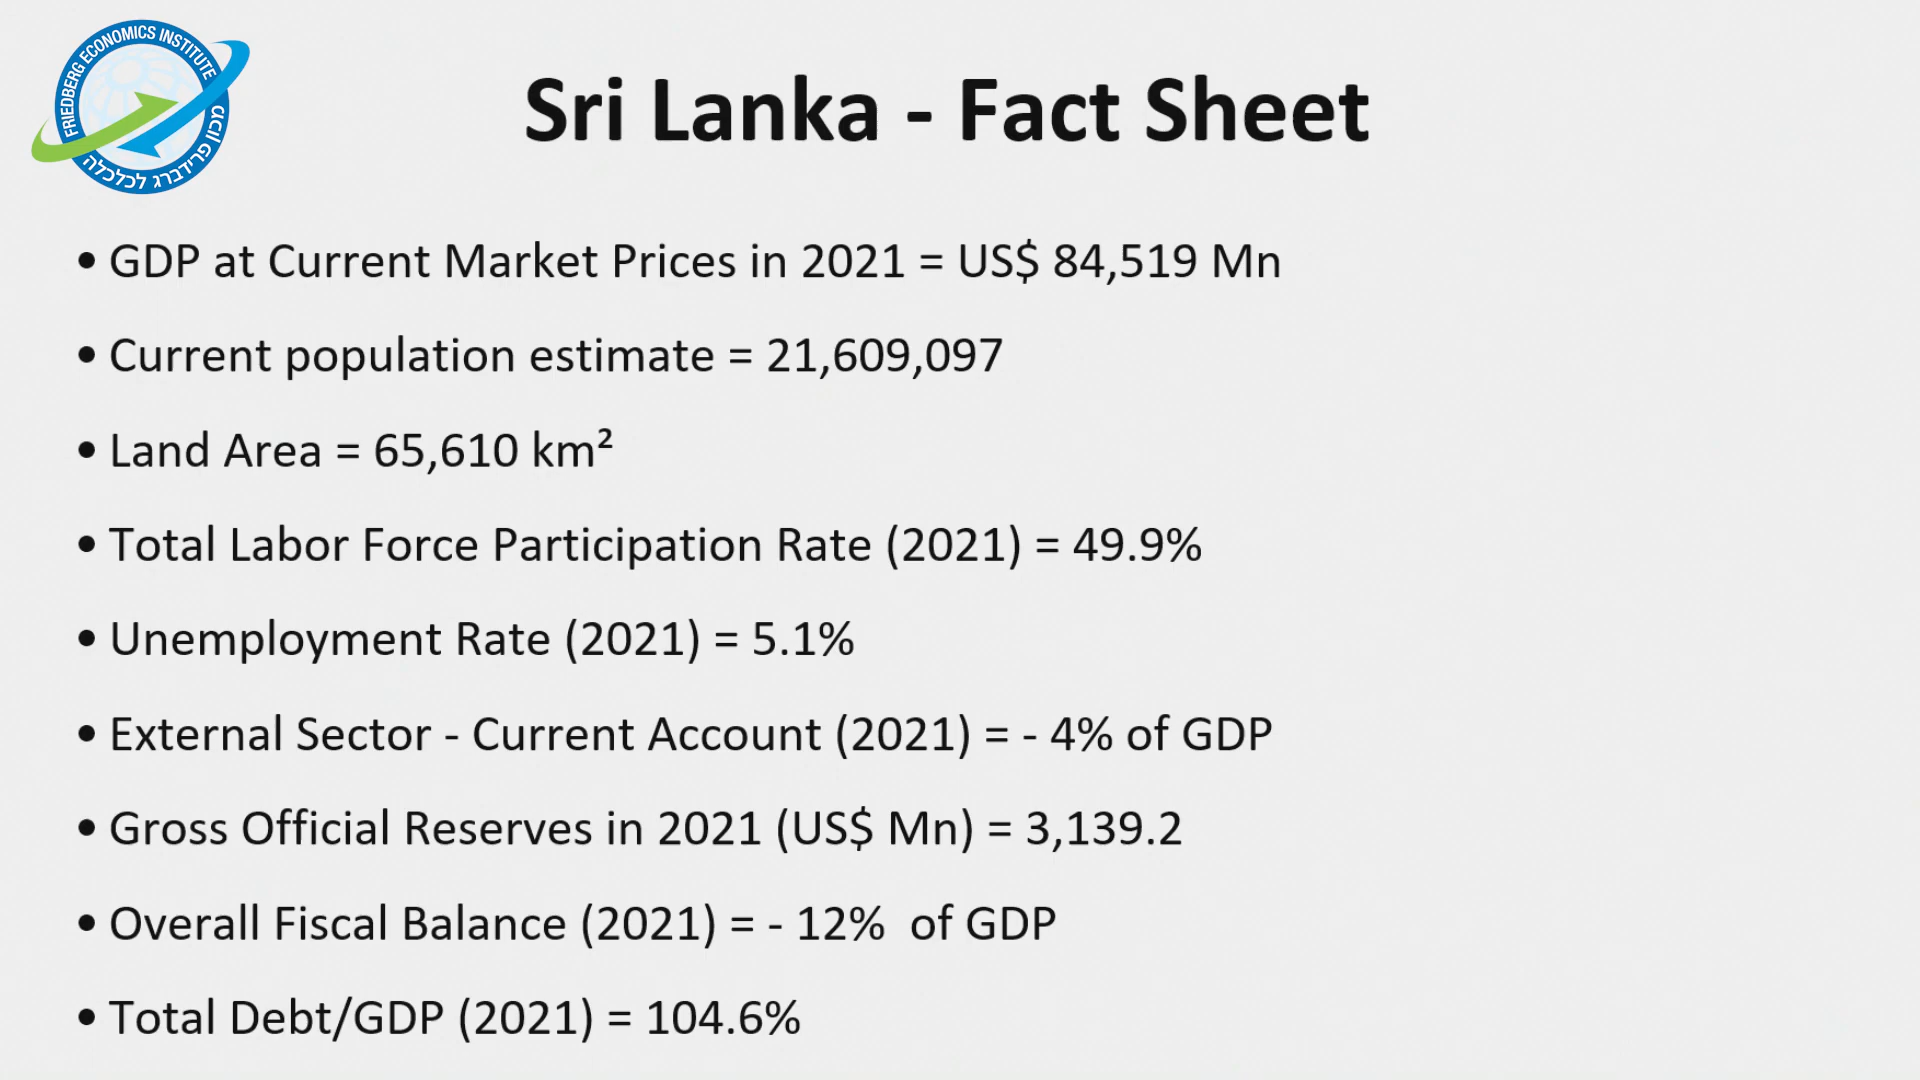 FRIEDBERG ECONOMICS INSTITUTE
מכון פרידברג לכלכלה
Sri Lanka - Fact Sheet
• GDP at Current Market Prices in 2021 = US$ 84,519 Mn
• Current population estimate = 21,609,097
• Land Area = 65,610 km²
• Total Labor Force Participation Rate (2021) = 49.9%
• Unemployment Rate (2021) = 5.1%
• External Sector - Current Account (2021) = - 4% of GDP
• Gross Official Reserves in 2021 (US$ Mn) = 3,139.2
• Overall Fiscal Balance (2021) = - 12%  of GDP
• Total Debt/GDP (2021) = 104.6%